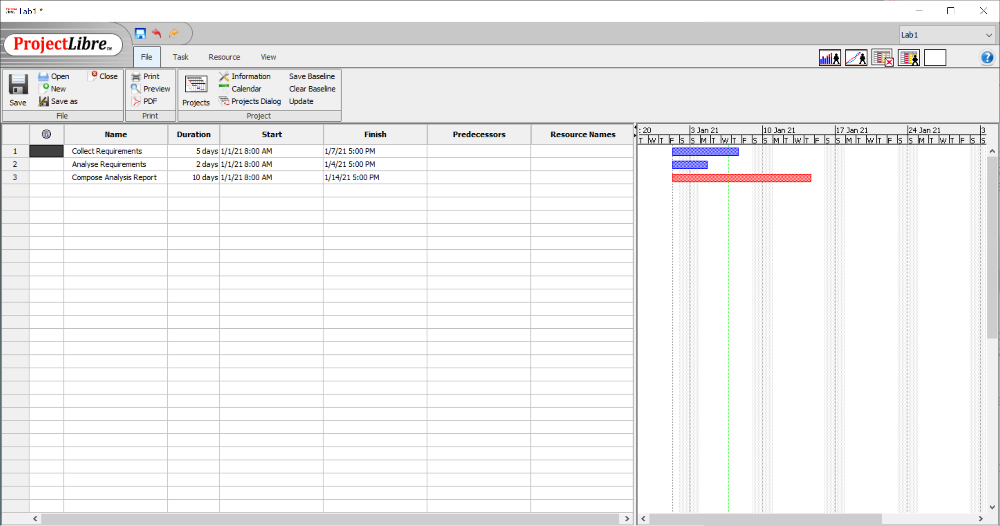 Lab1 *
ProjectLibre™
Lab1
File Task Resource View
Save
Open
New
Save as
Close
File
Print
Preview
PDF
Print
Projects
Information
Calendar
Projects Dialog
Save Baseline
Clear Baseline
Update
Project
Name Duration Start Finish Predecessors Resource Names
1 Collect Requirements 5 days 1/1/21 8:00 AM 1/7/21 5:00 PM
2 Analyse Requirements 2 days 1/1/21 8:00 AM 1/4/21 5:00 PM
3 Compose Analysis Report 10 days 1/1/21 8:00 AM 1/14/21 5:00 PM
: 20 3 Jan 21 10 Jan 21 17 Jan 21 24 Jan 21 3
T W T F S S M T W T F S S M T W T F S S M T W T F S S M T W T F S S